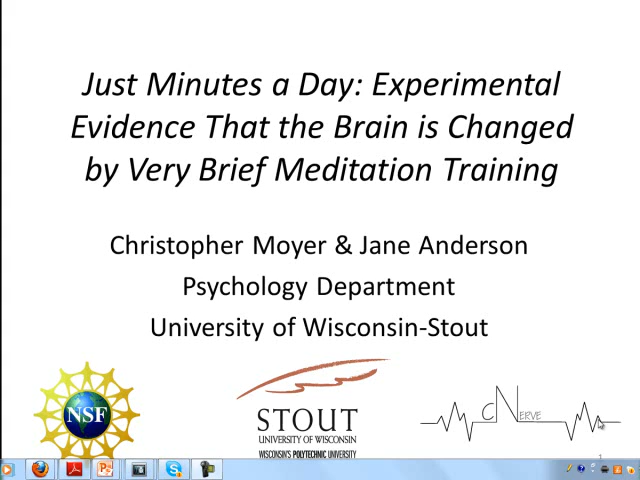 Just Minutes a Day: Experimental
Evidence That the Brain is Changed
by Very Brief Meditation Training
Christopher Moyer & Jane Anderson
Psychology Department
University of Wisconsin-Stout
NSF
STOUT
UNIVERSITY OF WISCONSIN
WISCONSIN'S POLYTECHNIC UNIVERSITY
CNERVE
1